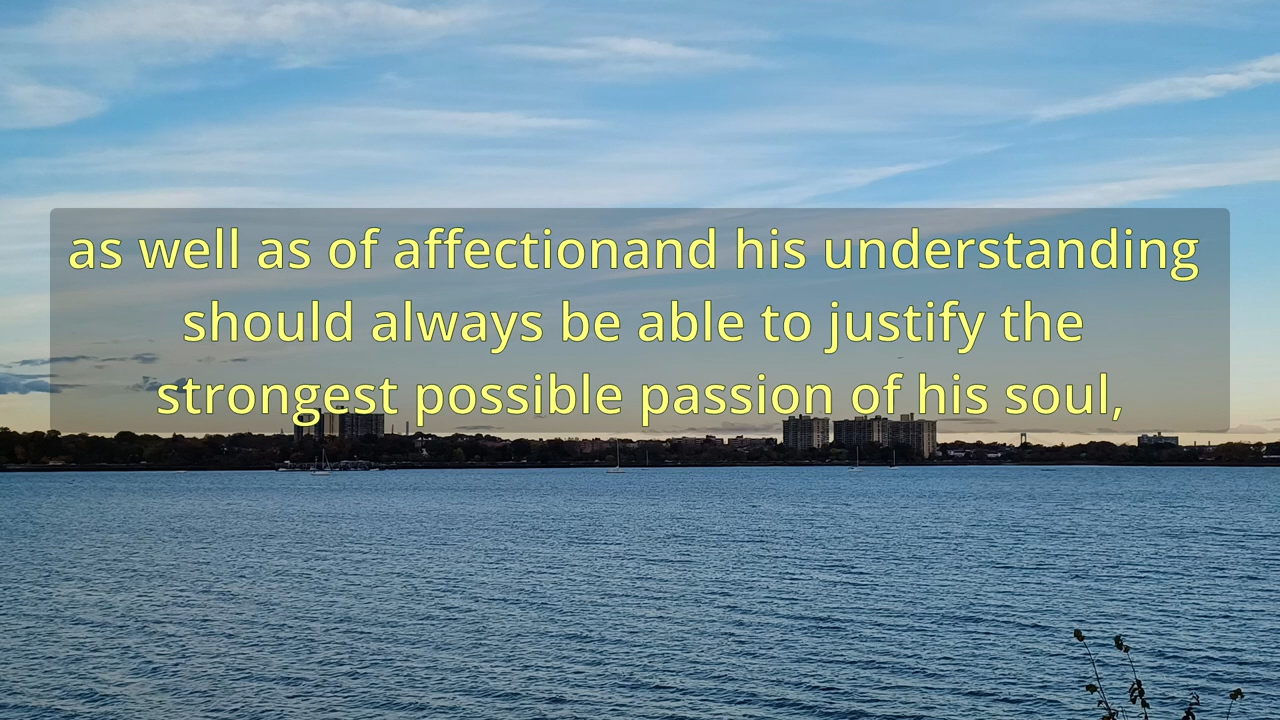 as well as of affectionand his understanding
should always be able to justify the
strongest possible passion of his soul,